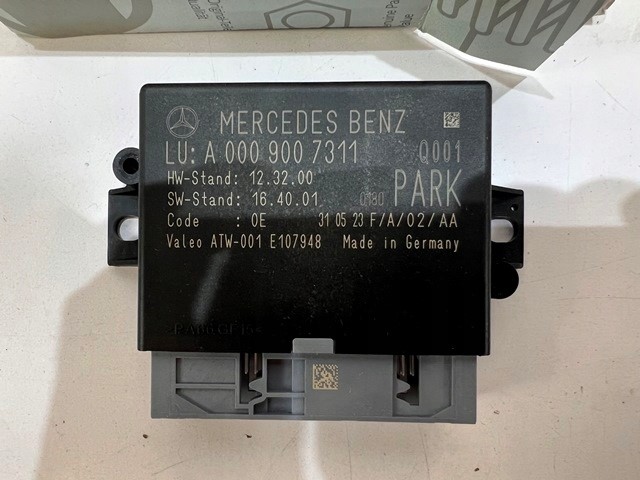 MERCEDES BENZ
LU: A 000 900 7311 Q001
HW-Stand: 12.32.00
SW-Stand: 16.40.01 PARK
Code : 0E 31 05 23 F/A/02/AA
Valeo ATW-001 E107948 Made in Germany